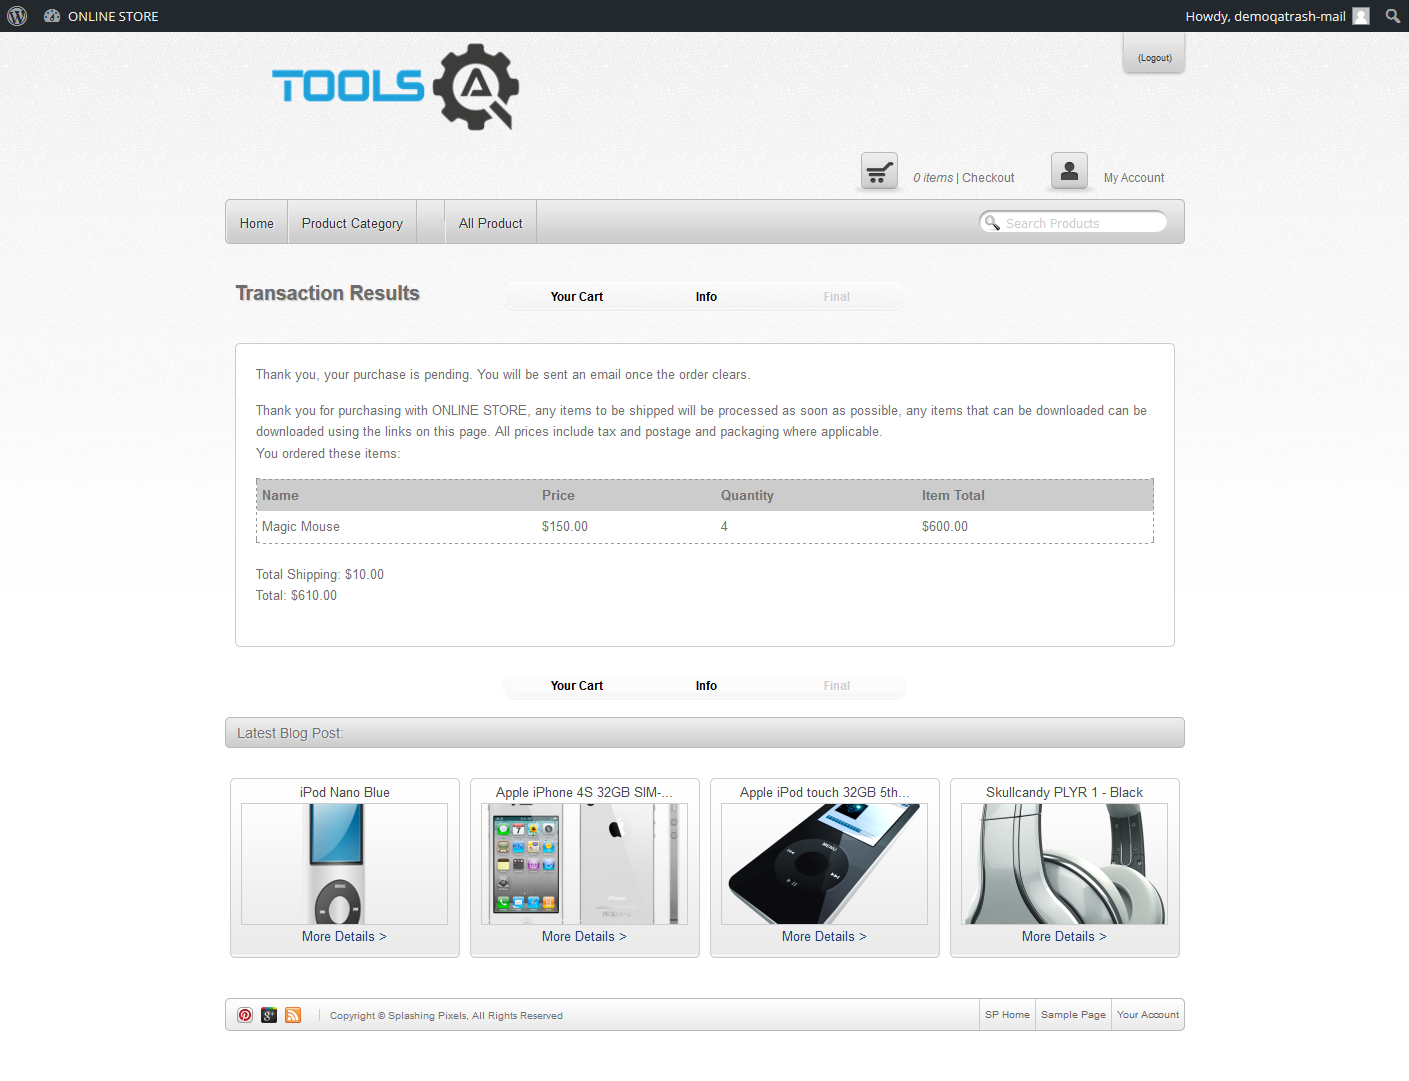 ONLINE STORE
Howdy, demoqatrash-mail
(Logout)
TOOLS QA
0 items | Checkout
My Account
Home
Product Category
All Product
Search Products
Transaction Results
Your Cart
Info
Final
Thank you, your purchase is pending. You will be sent an email once the order clears.
Thank you for purchasing with ONLINE STORE, any items to be shipped will be processed as soon as possible, any items that can be downloaded can be
downloaded using the links on this page. All prices include tax and postage and packaging where applicable.
You ordered these items:
Name Price Quantity Item Total
Magic Mouse $150.00 4 $600.00
Total Shipping: $10.00
Total: $610.00
Your Cart
Info
Final
Latest Blog Post:
iPod Nano Blue
Apple iPhone 4S 32GB SIM-...
Apple iPod touch 32GB 5th...
Skullcandy PLYR 1 - Black
MENU
iPhone
MENU
More Details >
More Details >
More Details >
More Details >
Copyright © Splashing Pixels, All Rights Reserved
SP Home
Sample Page
Your Account